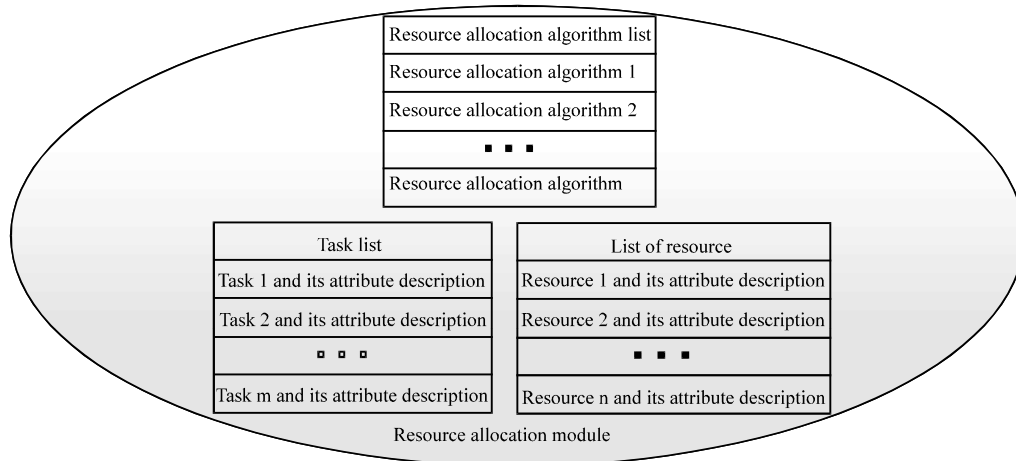 Resource allocation algorithm list
Resource allocation algorithm 1
Resource allocation algorithm 2
Resource allocation algorithm
Task list
Task 1 and its attribute description
Task 2 and its attribute description
Task m and its attribute description
List of resource
Resource 1 and its attribute description
Resource 2 and its attribute description
Resource n and its attribute description
Resource allocation module